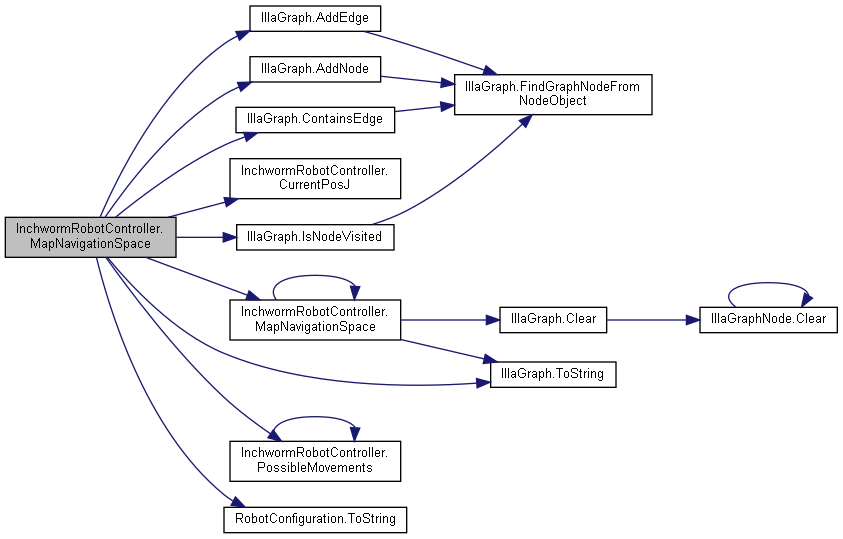 IllaGraph.AddEdge
IllaGraph.AddNode
IllaGraph.FindGraphNodeFrom
NodeObject
IllaGraph.ContainsEdge
InchwormRobotController.
CurrentPosJ
InchwormRobotController.
MapNavigationSpace
IllaGraph.IsNodeVisited
InchwormRobotController.
MapNavigationSpace
IllaGraph.Clear
IllaGraphNode.Clear
IllaGraph.ToString
InchwormRobotController.
PossibleMovements
RobotConfiguration.ToString